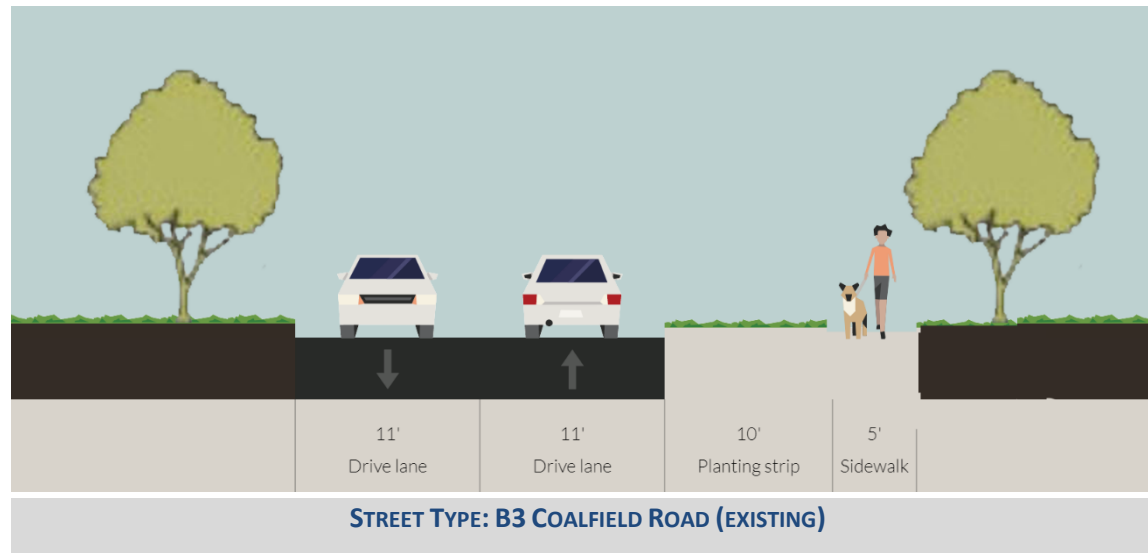 11'
Drive lane
11'
Drive lane
10'
Planting strip
5'
Sidewalk
STREET TYPE: B3 COALFIELD ROAD (EXISTING)